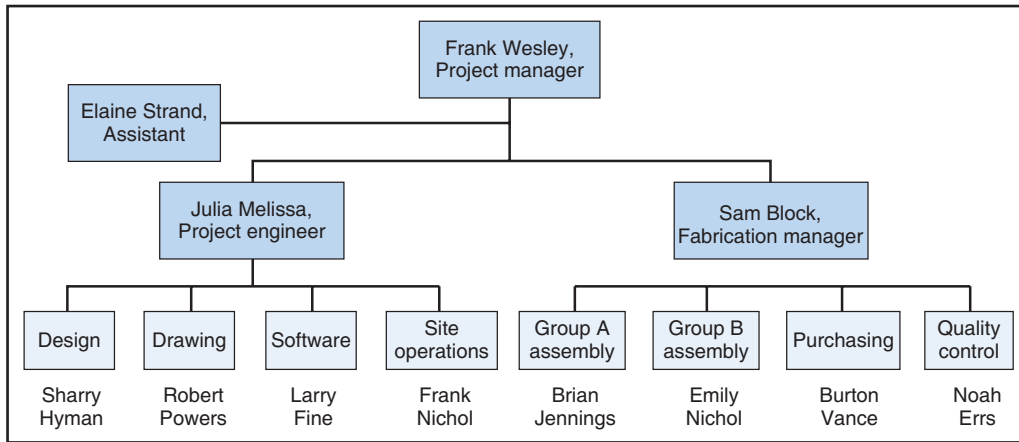 Frank Wesley,
Project manager
Elaine Strand,
Assistant
Julia Melissa,
Project engineer
Sam Block,
Fabrication manager
Design
Drawing
Software
Site
operations
Group A
assembly
Group B
assembly
Purchasing
Quality
control
Sharry
Hyman
Robert
Powers
Larry
Fine
Frank
Nichol
Brian
Jennings
Emily
Nichol
Burton
Vance
Noah
Errs